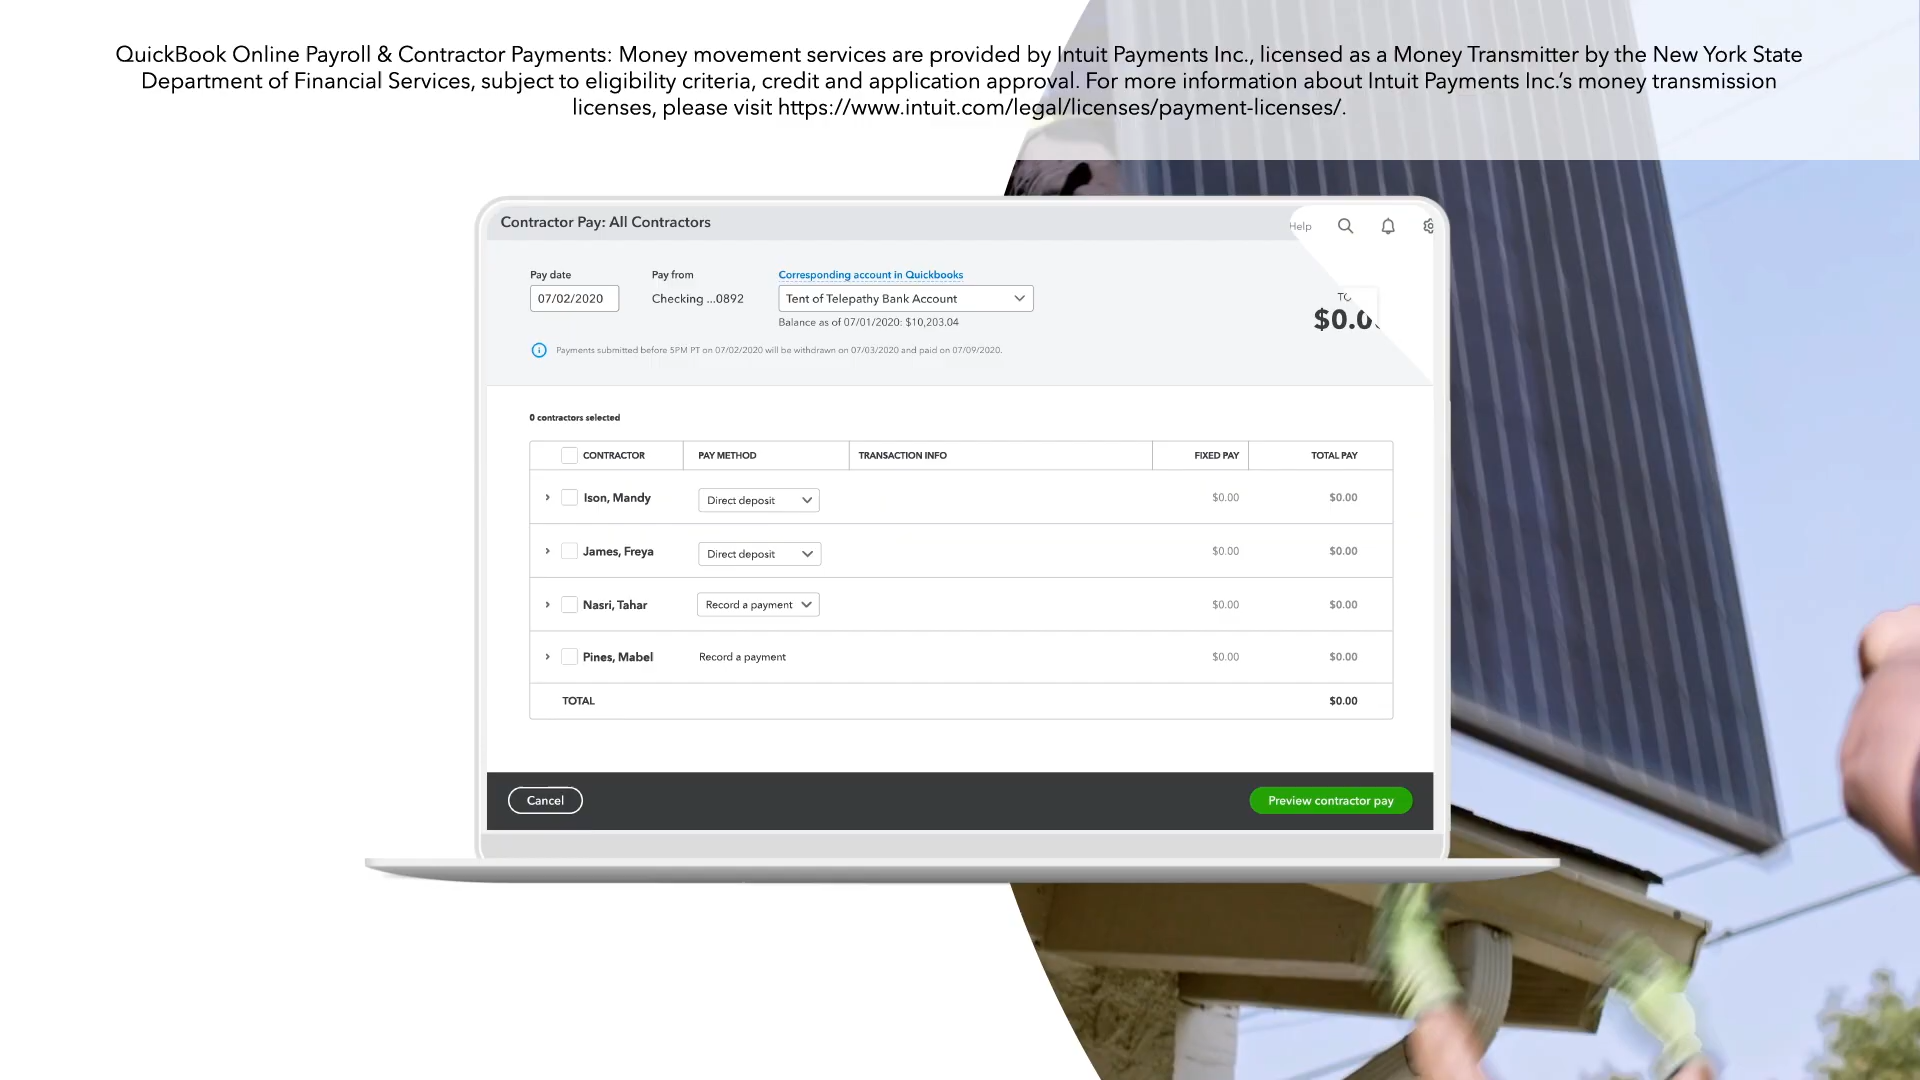 QuickBook Online Payroll & Contractor Payments: Money movement services are provided by Intuit Payments Inc., licensed as a Money Transmitter by the New York State
Department of Financial Services, subject to eligibility criteria, credit and application approval. For more information about Intuit Payments Inc.’s money transmission
licenses, please visit https://www.intuit.com/legal/licenses/payment-licenses/.
Contractor Pay: All Contractors
Help
Pay date
Pay from
Corresponding account in Quickbooks
07/02/2020
Checking ...0892
Tent of Telepathy Bank Account
Balance as of 07/01/2020: $10,203.04
$0.0
Payments submitted before 5PM PT on 07/02/2020 will be withdrawn on 07/03/2020 and paid on 07/09/2020.
0 contractors selected
CONTRACTOR PAY METHOD TRANSACTION INFO FIXED PAY TOTAL PAY
Ison, Mandy Direct deposit $0.00 $0.00
James, Freya Direct deposit $0.00 $0.00
Nasri, Tahar Record a payment $0.00 $0.00
Pines, Mabel Record a payment $0.00 $0.00
TOTAL $0.00
Cancel Preview contractor pay